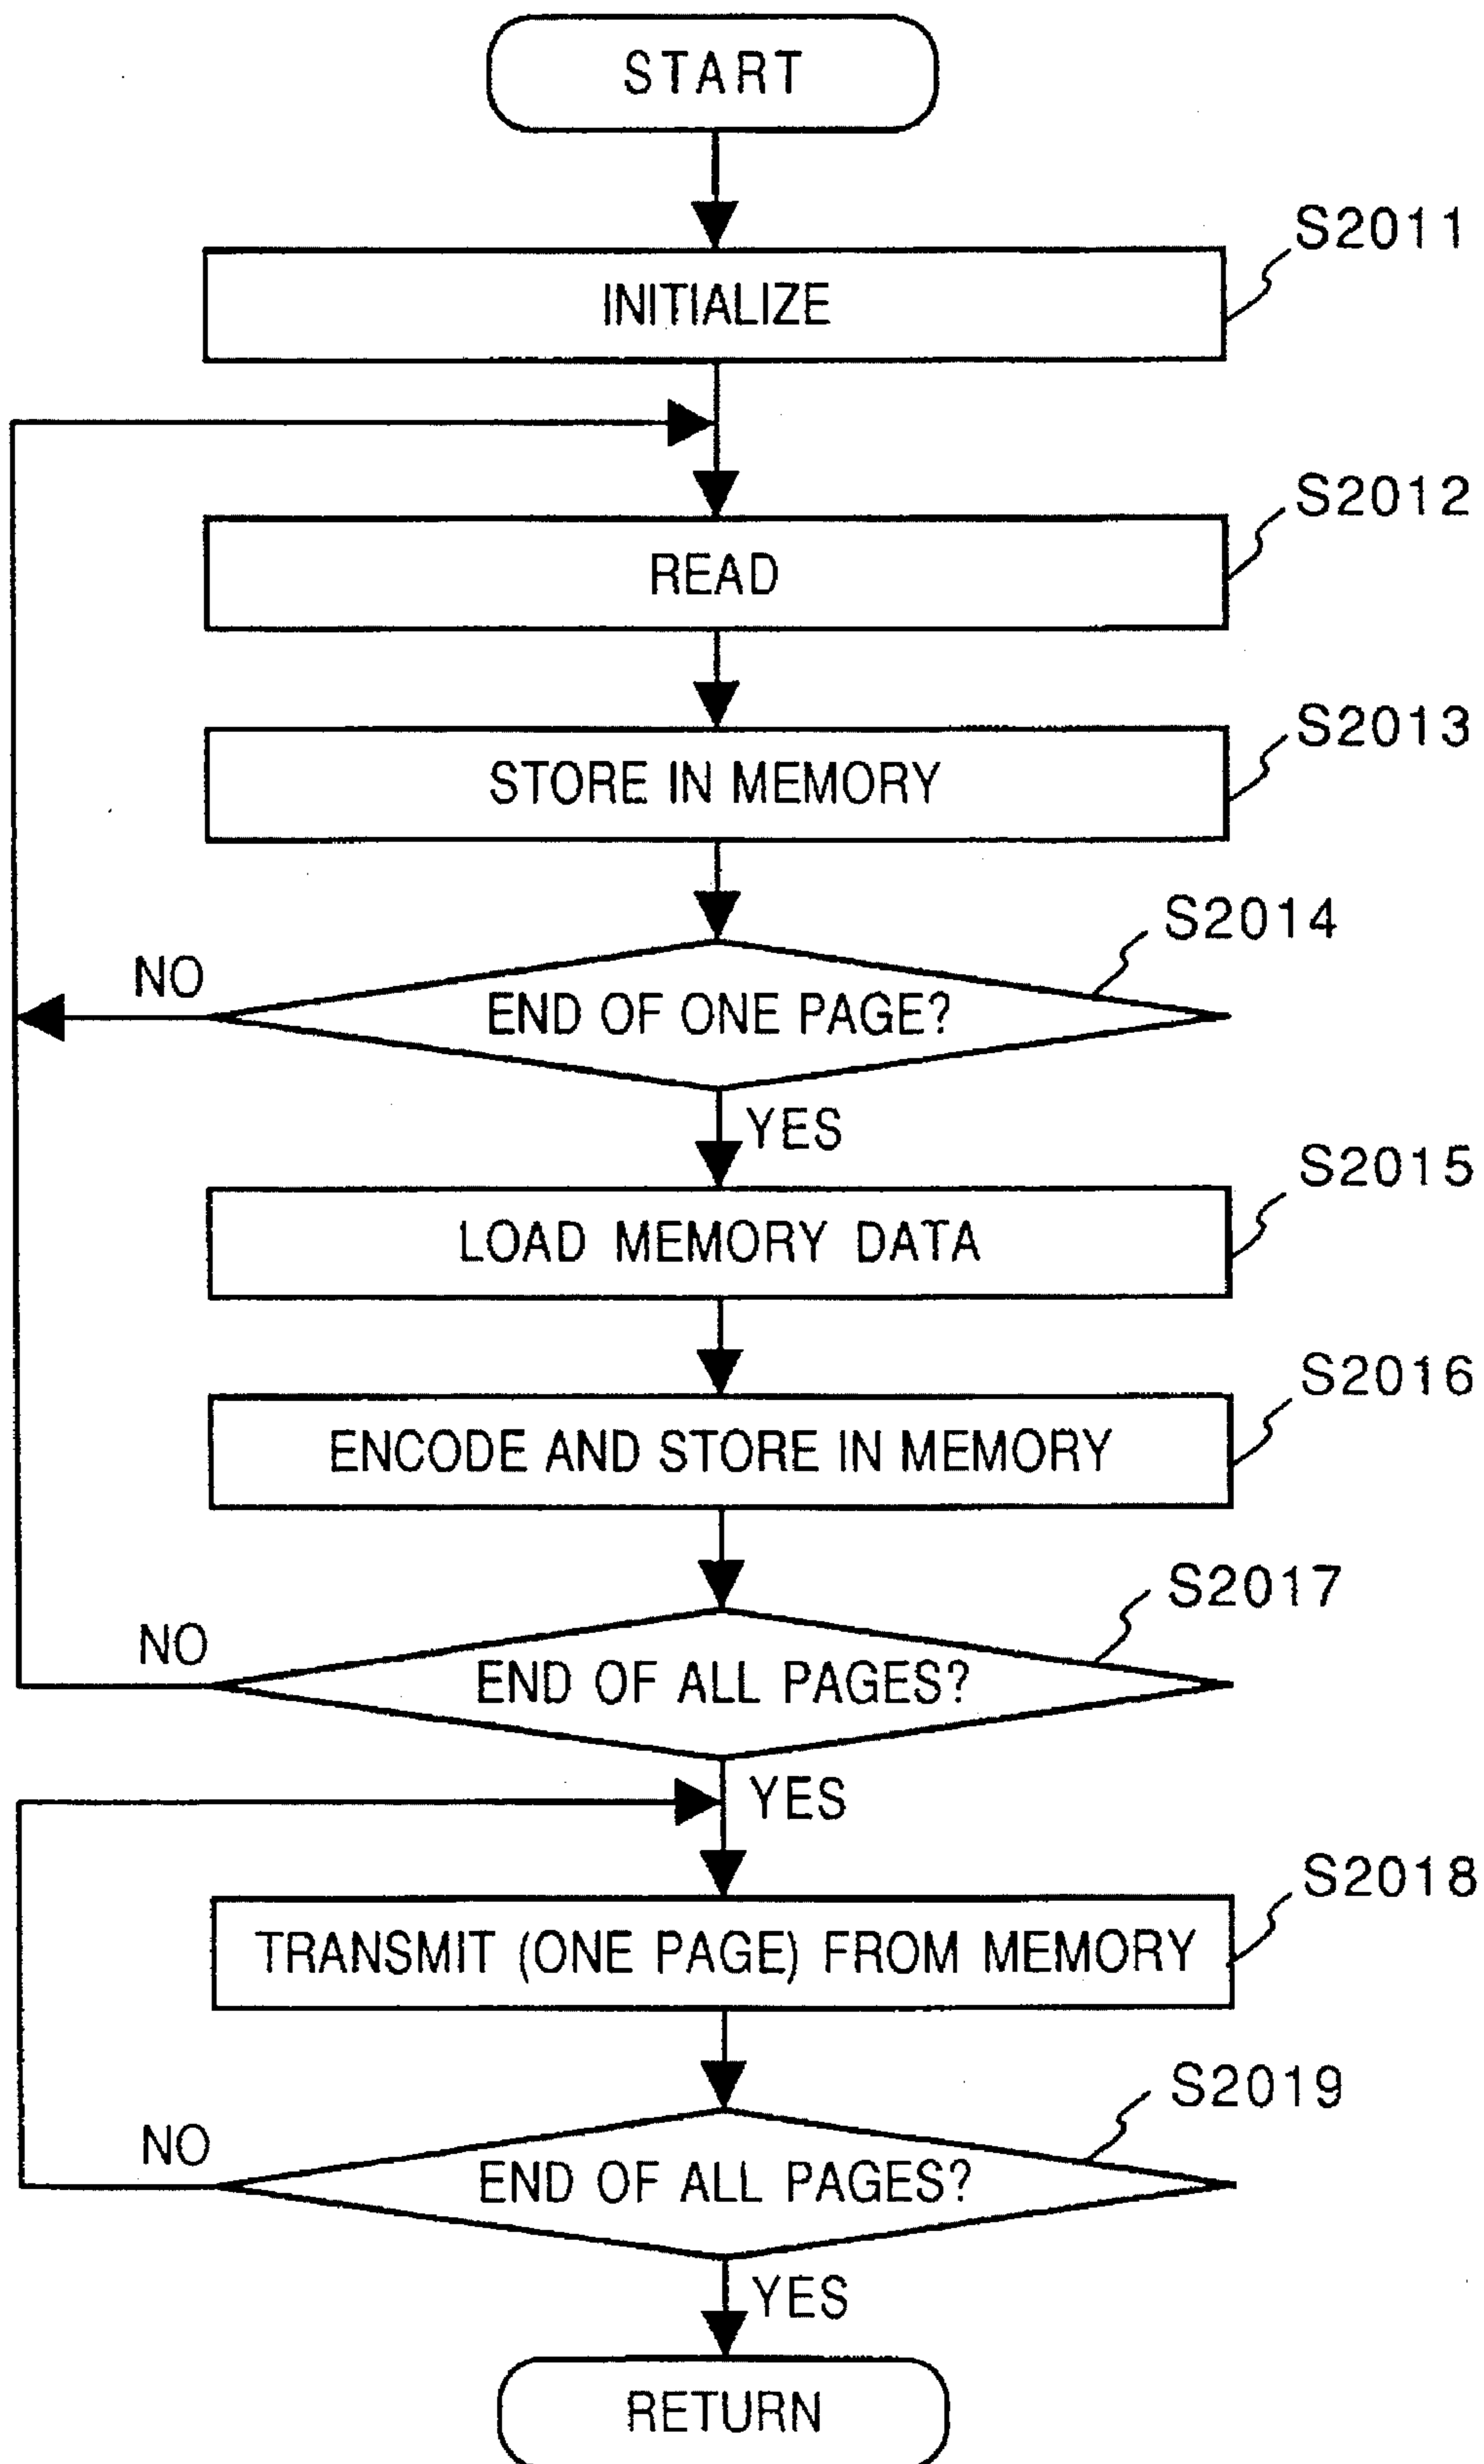 START
S2011
INITIALIZE
S2012
READ
S2013
STORE IN MEMORY
S2014
NO
END OF ONE PAGE?
YES
S2015
LOAD MEMORY DATA
S2016
ENCODE AND STORE IN MEMORY
S2017
NO
END OF ALL PAGES?
YES
S2018
TRANSMIT (ONE PAGE) FROM MEMORY
S2019
NO
END OF ALL PAGES?
YES
RETURN